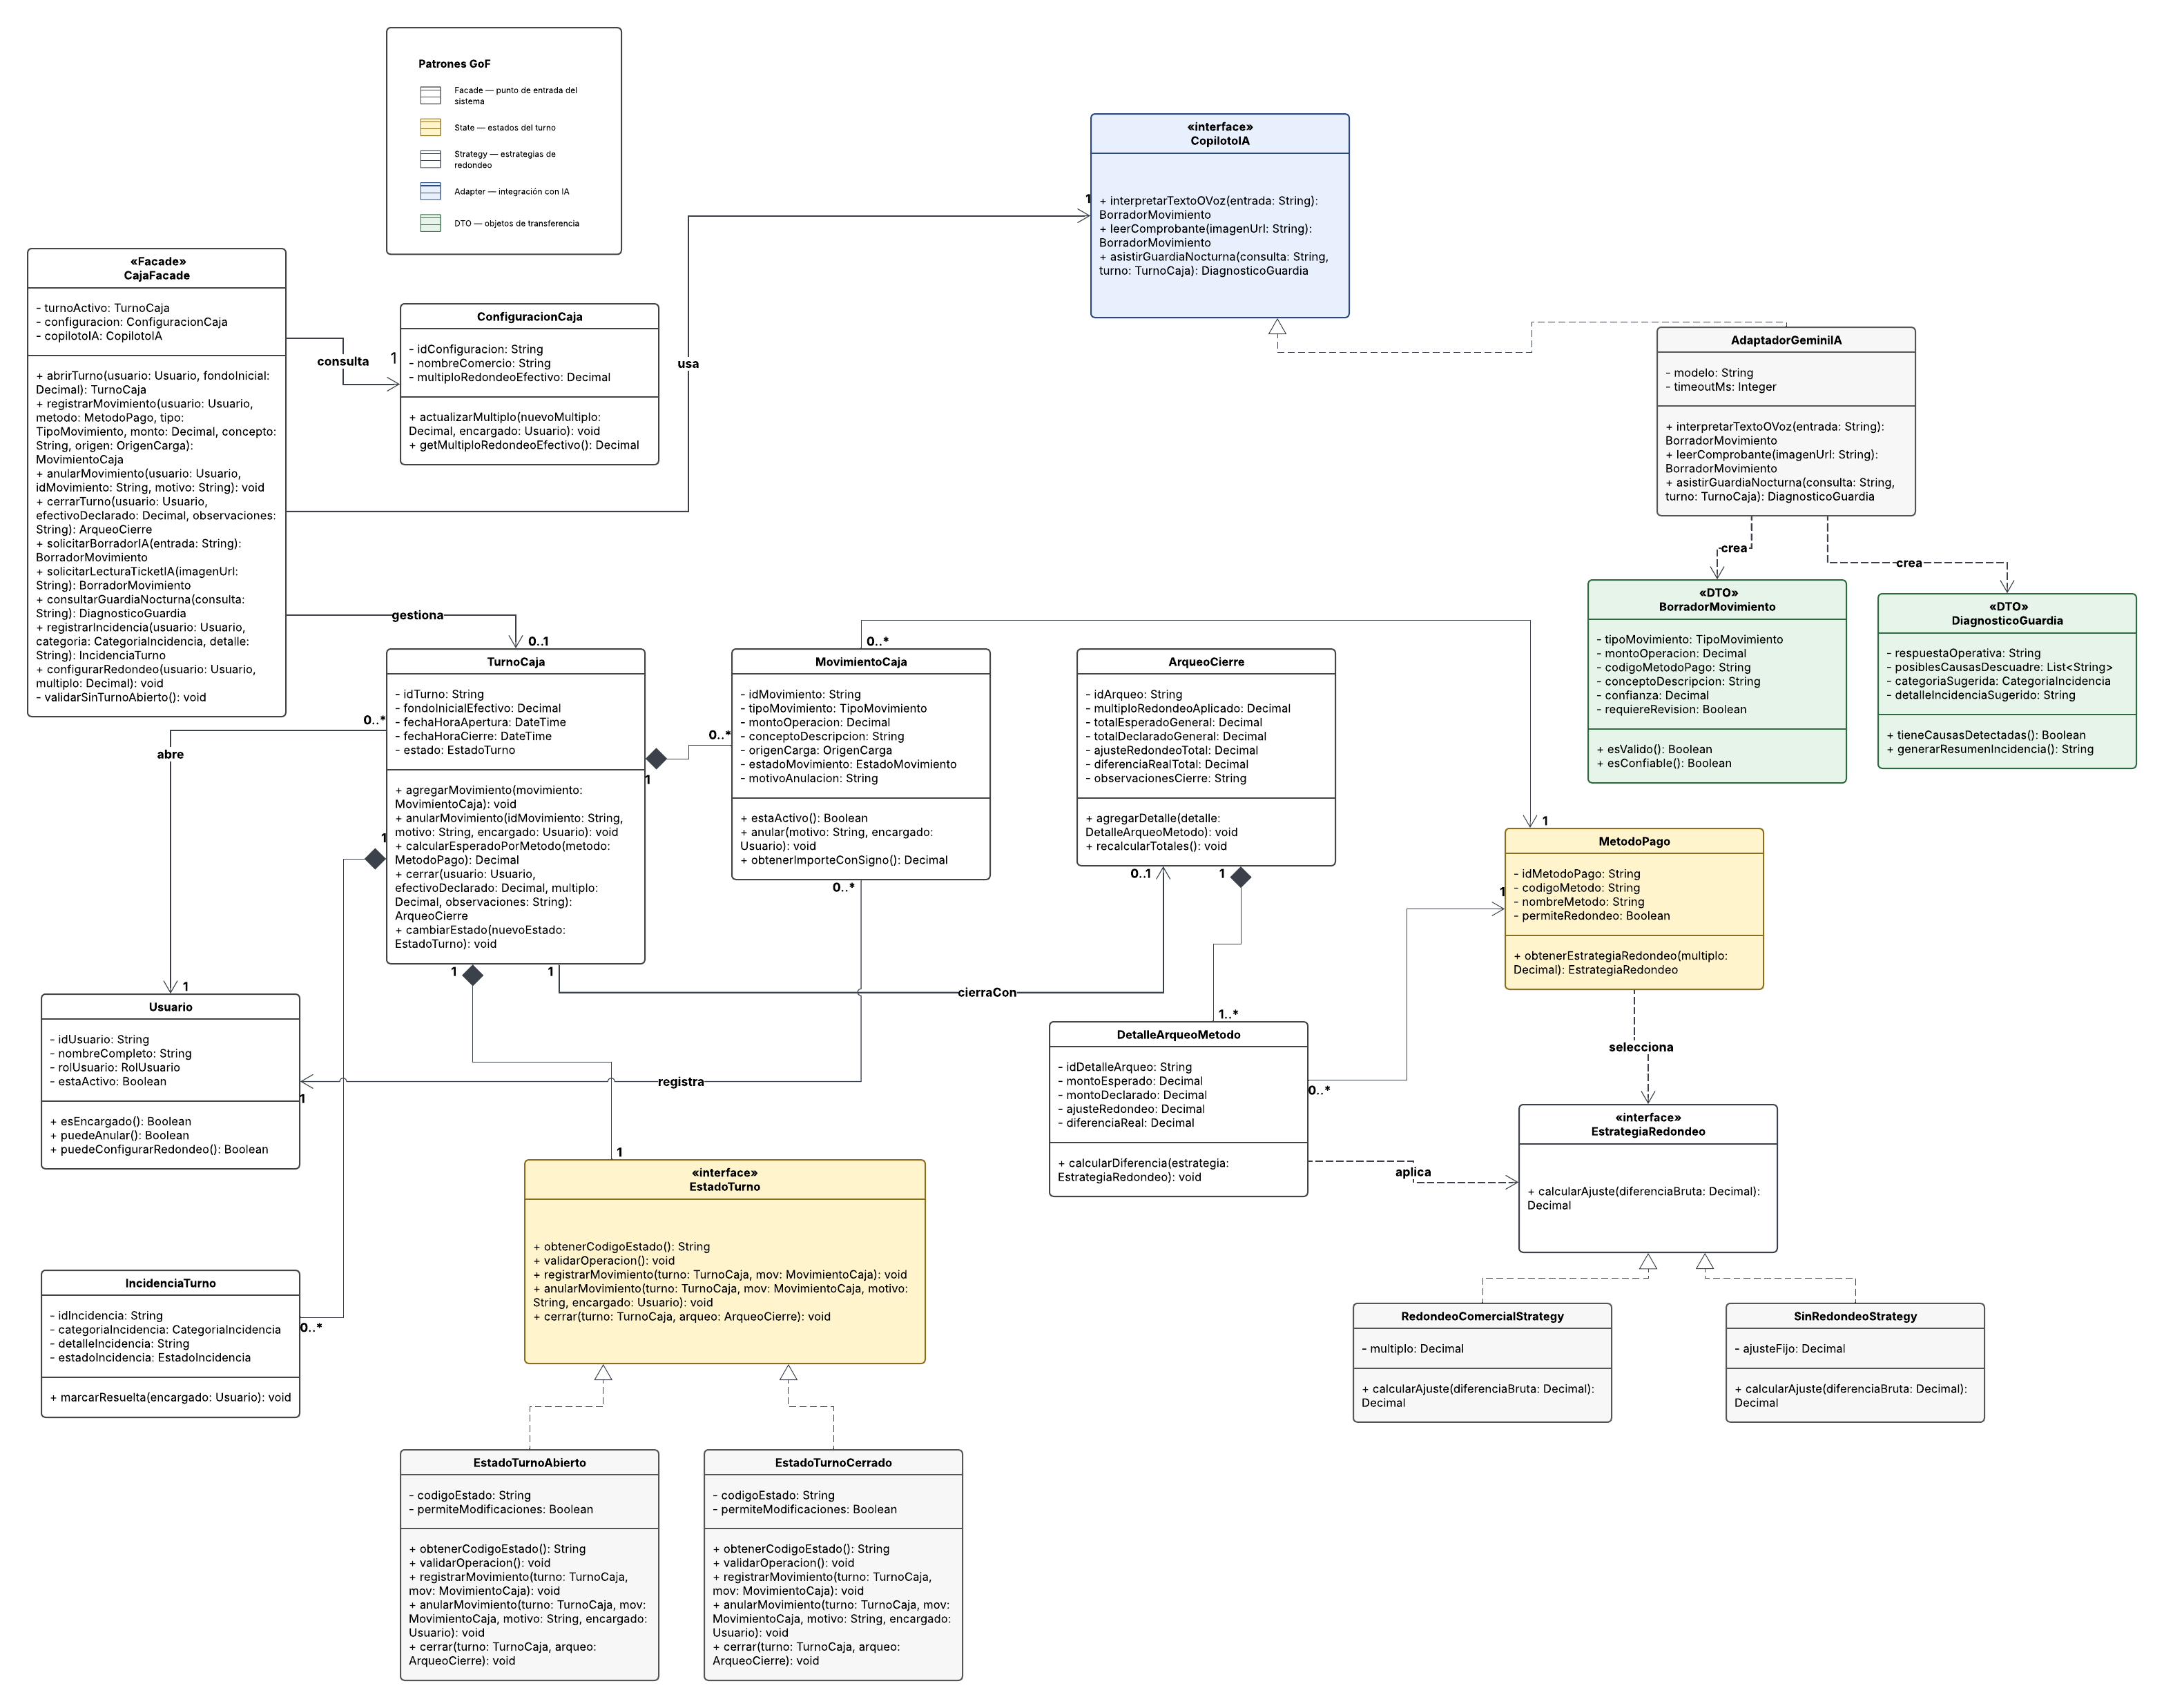 Patrones GoF
Facade — punto de entrada del
sistema
State — estados del turno
Strategy — estrategias de
redondeo
Adapter — integración con IA
DTO — objetos de transferencia
«interface»
CopilotoIA
+ interpretarTextoOVoz(entrada: String):
BorradorMovimiento
+ leerComprobante(imagenUrl: String):
BorradorMovimiento
+ asistirGuardiaNocturna(consulta: String,
turno: TurnoCaja): DiagnosticoGuardia
1
usa
«Facade»
CajaFacade
- turnoActivo: TurnoCaja
- configuracion: ConfiguracionCaja
- copilotoIA: CopilotoIA
+ abrirTurno(usuario: Usuario, fondoInicial:
Decimal): TurnoCaja
+ registrarMovimiento(usuario: Usuario,
metodo: MetodoPago, tipo:
TipoMovimiento, monto: Decimal, concepto:
String, origen: OrigenCarga):
MovimientoCaja
+ anularMovimiento(usuario: Usuario,
idMovimiento: String, motivo: String): void
+ cerrarTurno(usuario: Usuario,
efectivoDeclarado: Decimal, observaciones:
String): ArqueoCierre
+ solicitarBorradorIA(entrada: String):
BorradorMovimiento
+ solicitarLecturaTicketIA(imagenUrl:
String): BorradorMovimiento
+ consultarGuardiaNocturna(consulta:
String): DiagnosticoGuardia
+ registrarIncidencia(usuario: Usuario,
categoria: CategoriaIncidencia, detalle:
String): IncidenciaTurno
+ configurarRedondeo(usuario: Usuario,
multiplo: Decimal): void
- validarSinTurnoAbierto(): void
consulta
1
ConfiguracionCaja
- idConfiguracion: String
- nombreComercio: String
- multiploRedondeoEfectivo: Decimal
+ actualizarMultiplo(nuevoMultiplo:
Decimal, encargado: Usuario): void
+ getMultiploRedondeoEfectivo(): Decimal
AdaptadorGeminiIA
- modelo: String
- timeoutMs: Integer
+ interpretarTextoOVoz(entrada: String):
BorradorMovimiento
+ leerComprobante(imagenUrl: String):
BorradorMovimiento
+ asistirGuardiaNocturna(consulta: String,
turno: TurnoCaja): DiagnosticoGuardia
crea
crea
«DTO»
BorradorMovimiento
- tipoMovimiento: TipoMovimiento
- montoOperacion: Decimal
- codigoMetodoPago: String
- conceptoDescripcion: String
- confianza: Decimal
- requiereRevision: Boolean
+ esValido(): Boolean
+ esConfiable(): Boolean
«DTO»
DiagnosticoGuardia
- respuestaOperativa: String
- posiblesCausasDescuadre: List<String>
- categoriaSugerida: CategoriaIncidencia
- detalleIncidenciaSugerido: String
+ tieneCausasDetectadas(): Boolean
+ generarResumenIncidencia(): String
gestiona
0..1
TurnoCaja
- idTurno: String
- fondoInicialEfectivo: Decimal
- fechaHoraApertura: DateTime
- fechaHoraCierre: DateTime
- estado: EstadoTurno
+ agregarMovimiento(movimiento:
MovimientoCaja): void
+ anularMovimiento(idMovimiento: String,
motivo: String, encargado: Usuario): void
+ calcularEsperadoPorMetodo(metodo:
MetodoPago): Decimal
+ cerrar(usuario: Usuario,
efectivoDeclarado: Decimal, multiplo:
Decimal, observaciones: String):
ArqueoCierre
+ cambiarEstado(nuevoEstado:
EstadoTurno): void
0..*
abre
1
1
1
0..*
0..*
MovimientoCaja
- idMovimiento: String
- tipoMovimiento: TipoMovimiento
- montoOperacion: Decimal
- conceptoDescripcion: String
- origenCarga: OrigenCarga
- estadoMovimiento: EstadoMovimiento
- motivoAnulacion: String
+ estaActivo(): Boolean
+ anular(motivo: String, encargado:
Usuario): void
+ obtenerImporteConSigno(): Decimal
0..*
ArqueoCierre
- idArqueo: String
- multiploRedondeoAplicado: Decimal
- totalEsperadoGeneral: Decimal
- totalDeclaradoGeneral: Decimal
- ajusteRedondeoTotal: Decimal
- diferenciaRealTotal: Decimal
- observacionesCierre: String
+ agregarDetalle(detalle:
DetalleArqueoMetodo): void
+ recalcularTotales(): void
0..1
1
1
MetodoPago
- idMetodoPago: String
- codigoMetodo: String
- nombreMetodo: String
- permiteRedondeo: Boolean
+ obtenerEstrategiaRedondeo(multiplo:
Decimal): EstrategiaRedondeo
1
1
1
cierraCon
selecciona
Usuario
- idUsuario: String
- nombreCompleto: String
- rolUsuario: RolUsuario
- estaActivo: Boolean
+ esEncargado(): Boolean
+ puedeAnular(): Boolean
+ puedeConfigurarRedondeo(): Boolean
1
registra
1..*
DetalleArqueoMetodo
- idDetalleArqueo: String
- montoEsperado: Decimal
- montoDeclarado: Decimal
- ajusteRedondeo: Decimal
- diferenciaReal: Decimal
+ calcularDiferencia(estrategia:
EstrategiaRedondeo): void
0..*
aplica
«interface»
EstrategiaRedondeo
+ calcularAjuste(diferenciaBruta: Decimal):
Decimal
1
«interface»
EstadoTurno
+ obtenerCodigoEstado(): String
+ validarOperacion(): void
+ registrarMovimiento(turno: TurnoCaja, mov: MovimientoCaja): void
+ anularMovimiento(turno: TurnoCaja, mov: MovimientoCaja, motivo:
String, encargado: Usuario): void
+ cerrar(turno: TurnoCaja, arqueo: ArqueoCierre): void
IncidenciaTurno
- idIncidencia: String
- categoriaIncidencia: CategoriaIncidencia
- detalleIncidencia: String
- estadoIncidencia: EstadoIncidencia
+ marcarResuelta(encargado: Usuario): void
0..*
RedondeoComercialStrategy
- multiplo: Decimal
+ calcularAjuste(diferenciaBruta: Decimal):
Decimal
SinRedondeoStrategy
- ajusteFijo: Decimal
+ calcularAjuste(diferenciaBruta: Decimal):
Decimal
EstadoTurnoAbierto
- codigoEstado: String
- permiteModificaciones: Boolean
+ obtenerCodigoEstado(): String
+ validarOperacion(): void
+ registrarMovimiento(turno: TurnoCaja,
mov: MovimientoCaja): void
+ anularMovimiento(turno: TurnoCaja, mov:
MovimientoCaja, motivo: String, encargado:
Usuario): void
+ cerrar(turno: TurnoCaja, arqueo:
ArqueoCierre): void
EstadoTurnoCerrado
- codigoEstado: String
- permiteModificaciones: Boolean
+ obtenerCodigoEstado(): String
+ validarOperacion(): void
+ registrarMovimiento(turno: TurnoCaja,
mov: MovimientoCaja): void
+ anularMovimiento(turno: TurnoCaja, mov:
MovimientoCaja, motivo: String, encargado:
Usuario): void
+ cerrar(turno: TurnoCaja, arqueo:
ArqueoCierre): void